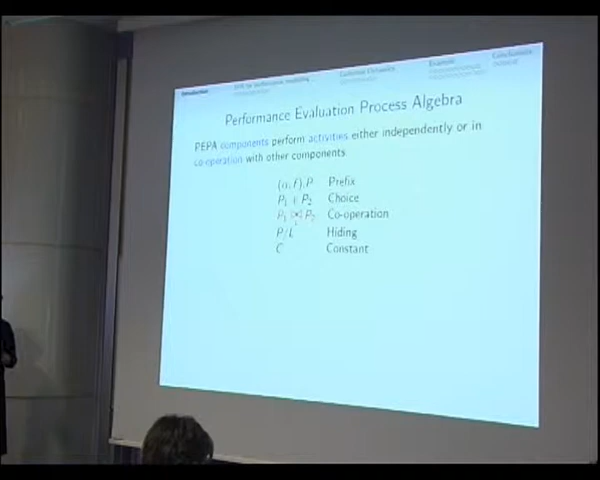 Introduction
Performance Evaluation Process Algebra
PEPA components perform activities either independently or in
co-operation with other components
(α, f).P Prefix
P1 + P2 Choice
P1 ⋈ P2 Co-operation
L
P/L Hiding
C Constant